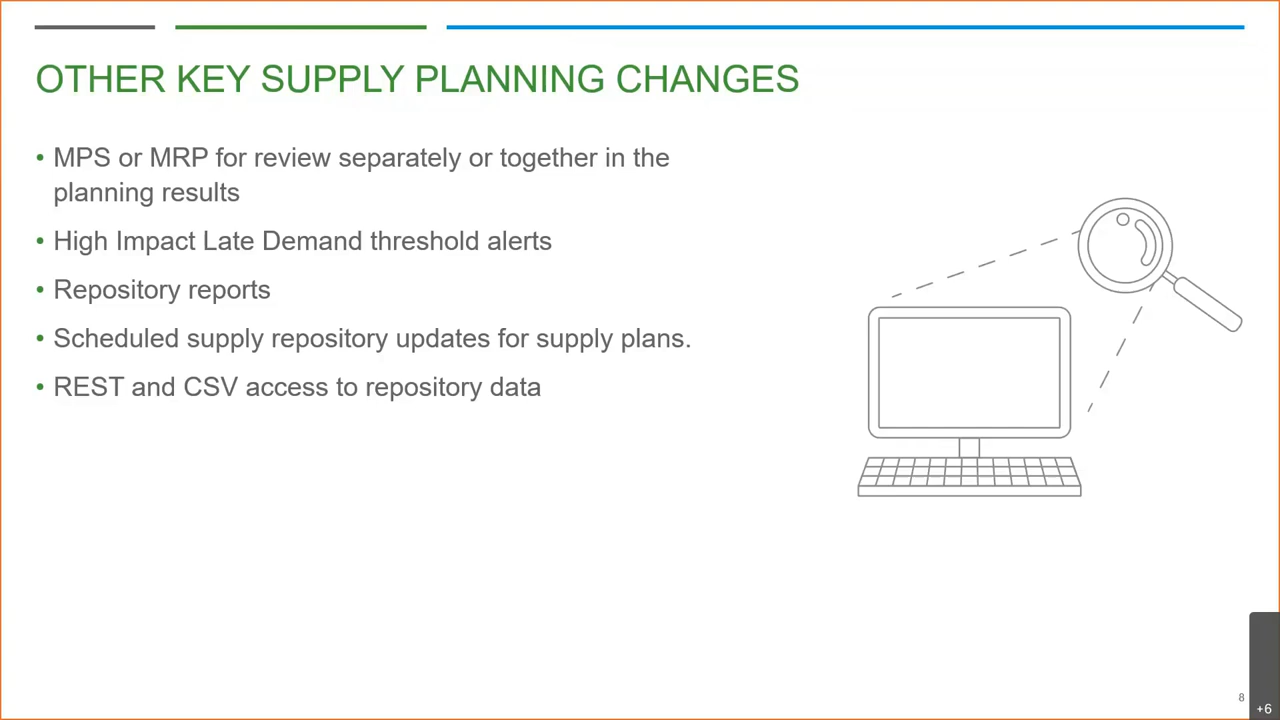 OTHER KEY SUPPLY PLANNING CHANGES
• MPS or MRP for review separately or together in the
planning results
• High Impact Late Demand threshold alerts
• Repository reports
• Scheduled supply repository updates for supply plans.
• REST and CSV access to repository data
8
+6